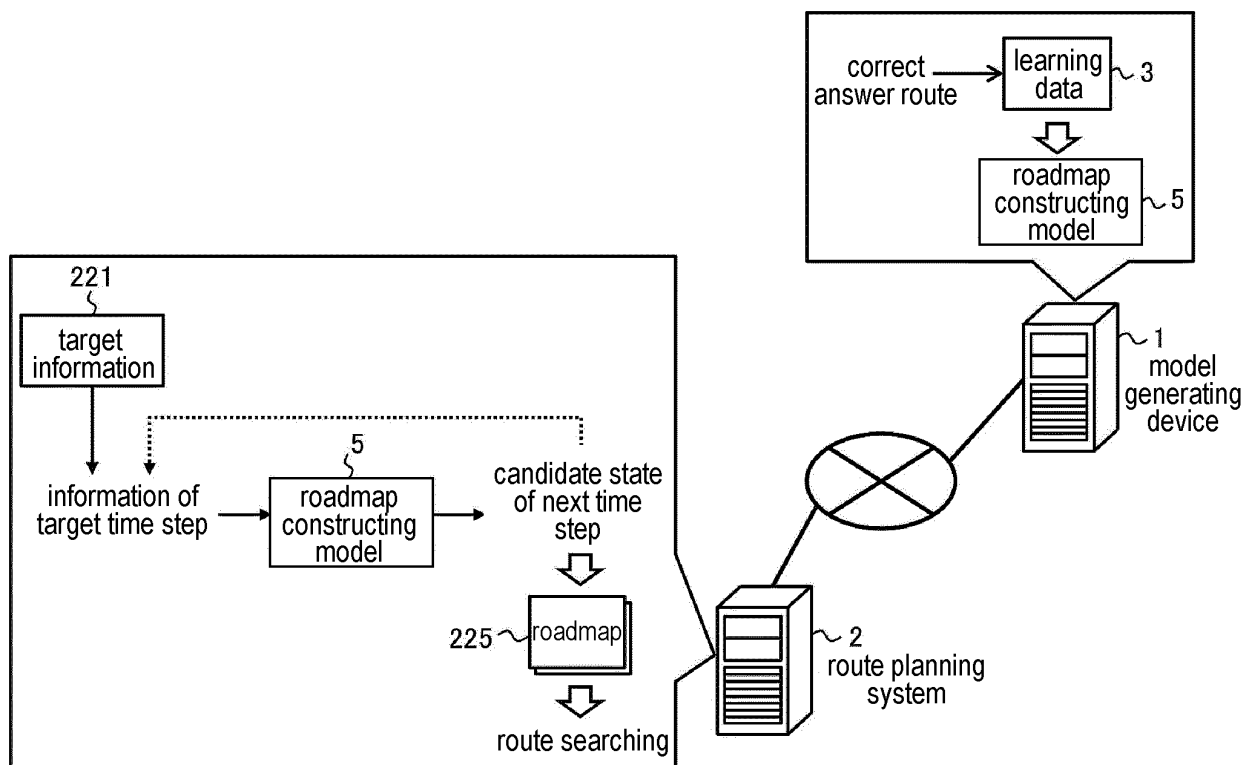 correct
answer route
learning
data
3
roadmap
constructing
model
5
1
model
generating
device
221
target
information
information of
target time step
5
roadmap
constructing
model
candidate state
of next time
step
225
roadmap
route searching
2
route planning
system